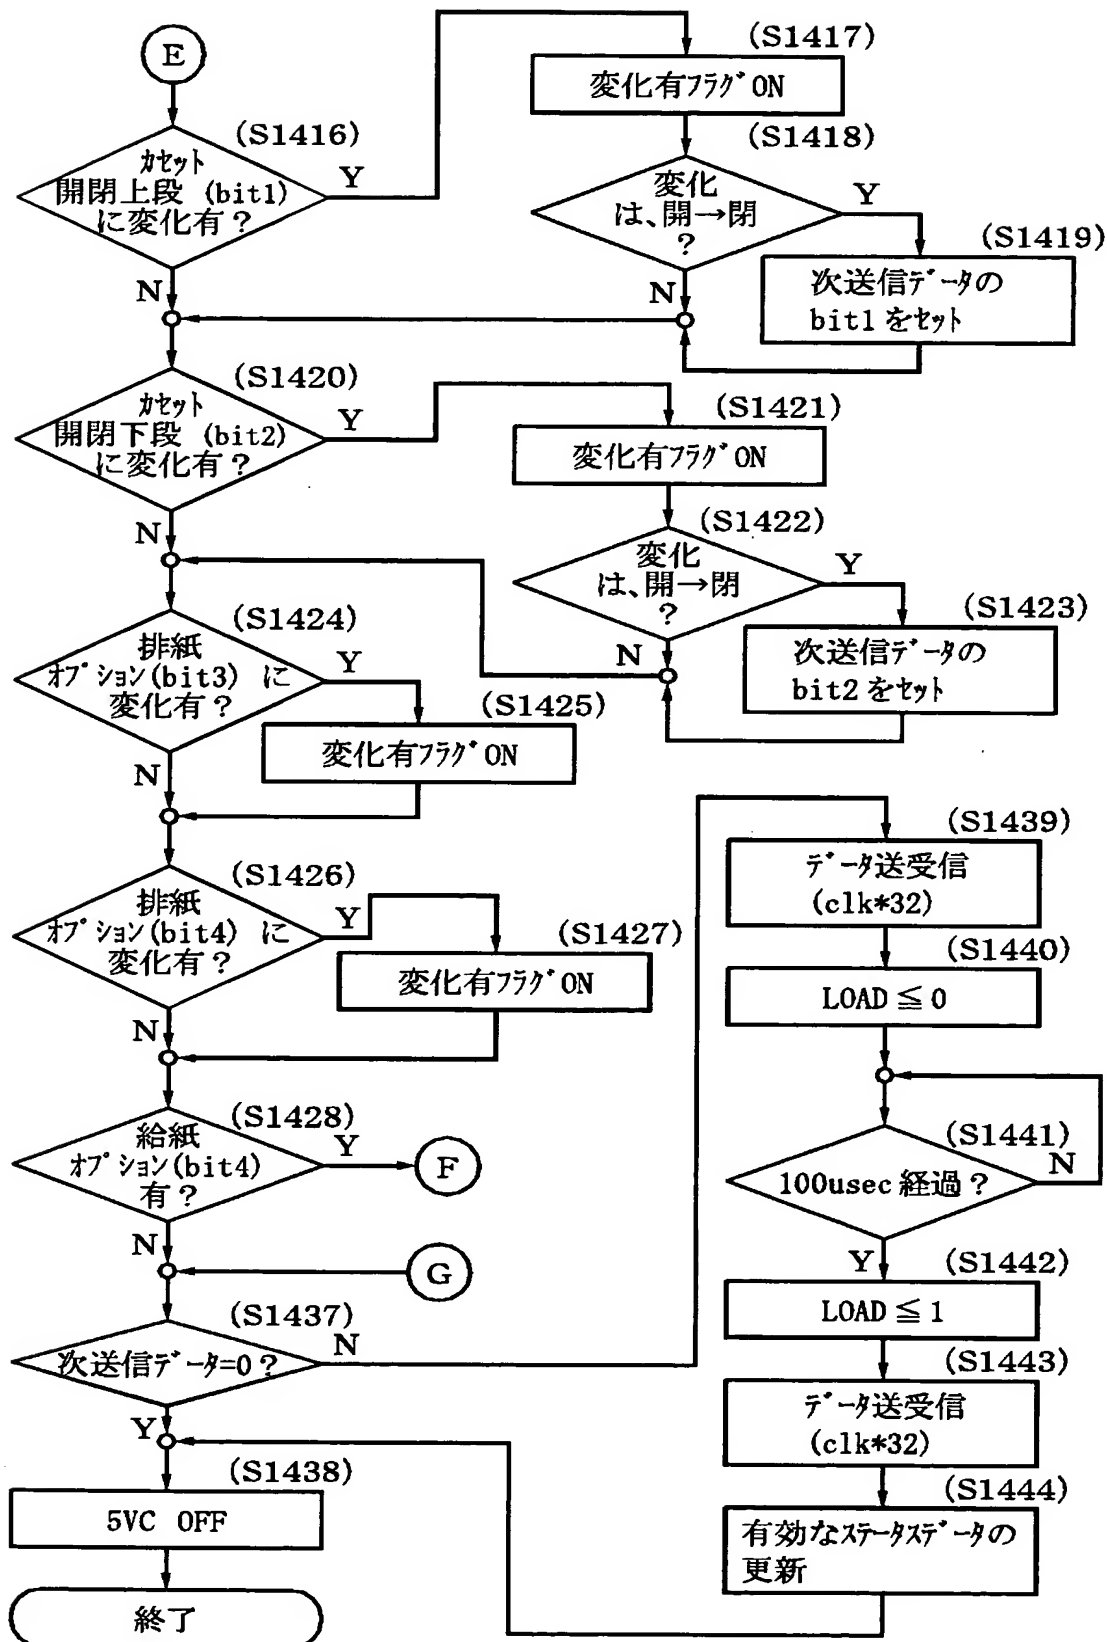 E
(S1416)
カセット
開閉上段 (bit1)
に変化有?
Y
N
(S1417)
変化有フラグON
(S1418)
変化
は、開→閉
?
Y
N
(S1419)
次送信データの
bit1をセット
(S1420)
カセット
開閉下段 (bit2)
に変化有?
Y
N
(S1421)
変化有フラグON
(S1422)
変化
は、開→閉
?
Y
N
(S1423)
次送信データの
bit2をセット
(S1424)
排紙
オプション(bit3) に
変化有?
Y
N
(S1425)
変化有フラグON
(S1426)
排紙
オプション(bit4) に
変化有?
Y
N
(S1427)
変化有フラグON
(S1428)
給紙
オプション(bit4)
有?
Y
F
N
G
(S1437)
次送信データ=0?
N
Y
(S1438)
5VC OFF
終了
(S1439)
データ送受信
(clk*32)
(S1440)
LOAD≦0
(S1441)
100usec 経過?
N
Y
(S1442)
LOAD≦1
(S1443)
データ送受信
(clk*32)
(S1444)
有効なステータスデータの
更新